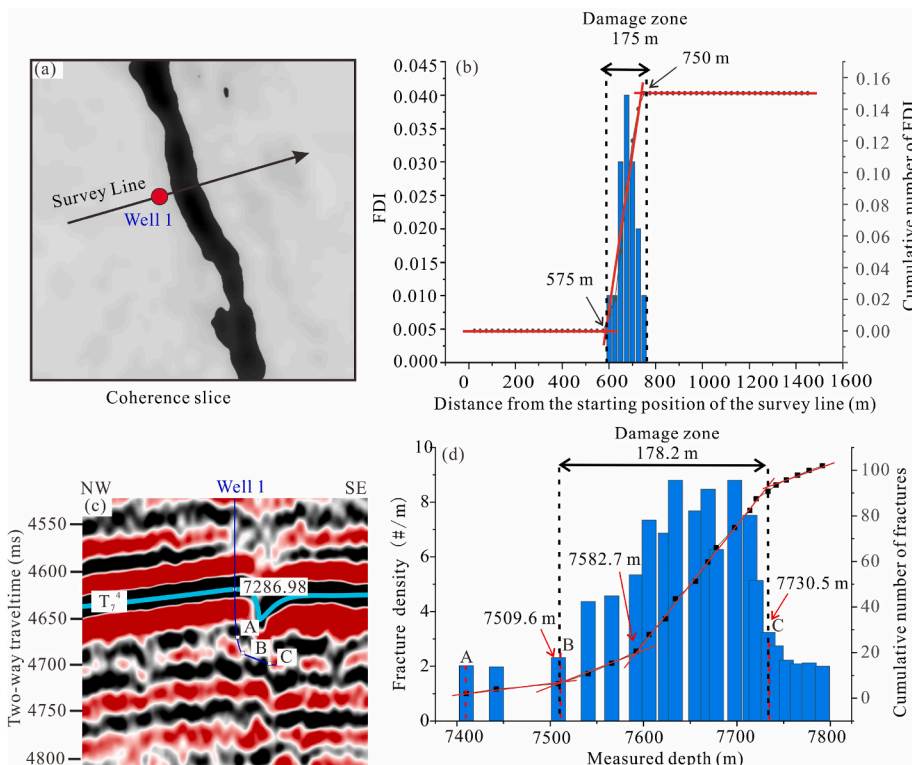 (a)
Survey Line
Well 1
Coherence slice
Damage zone
175 m
(b)
750 m
575 m
FDI
0.045
0.040
0.035
0.030
0.025
0.020
0.015
0.010
0.005
0.000
0.16
0.14
0.12
0.10
0.08
0.06
0.04
0.02
0.00
Cumulative number of FDI
0 200 400 600 800 1000 1200 1400 1600
Distance from the starting position of the survey line (m)
NW Well 1 SE
(c)
Two-way traveltime (ms)
4550
4600
4650
4700
4750
4800
T₇⁴
7286.98
A
B
C
Damage zone
178.2 m
(d)
7509.6 m
7582.7 m
7730.5 m
A
B
C
Fracture density (#/m)
10
8
6
4
2
0
100
80
60
40
20
0
Cumulative number of fractures
7400 7500 7600 7700 7800
Measured depth (m)